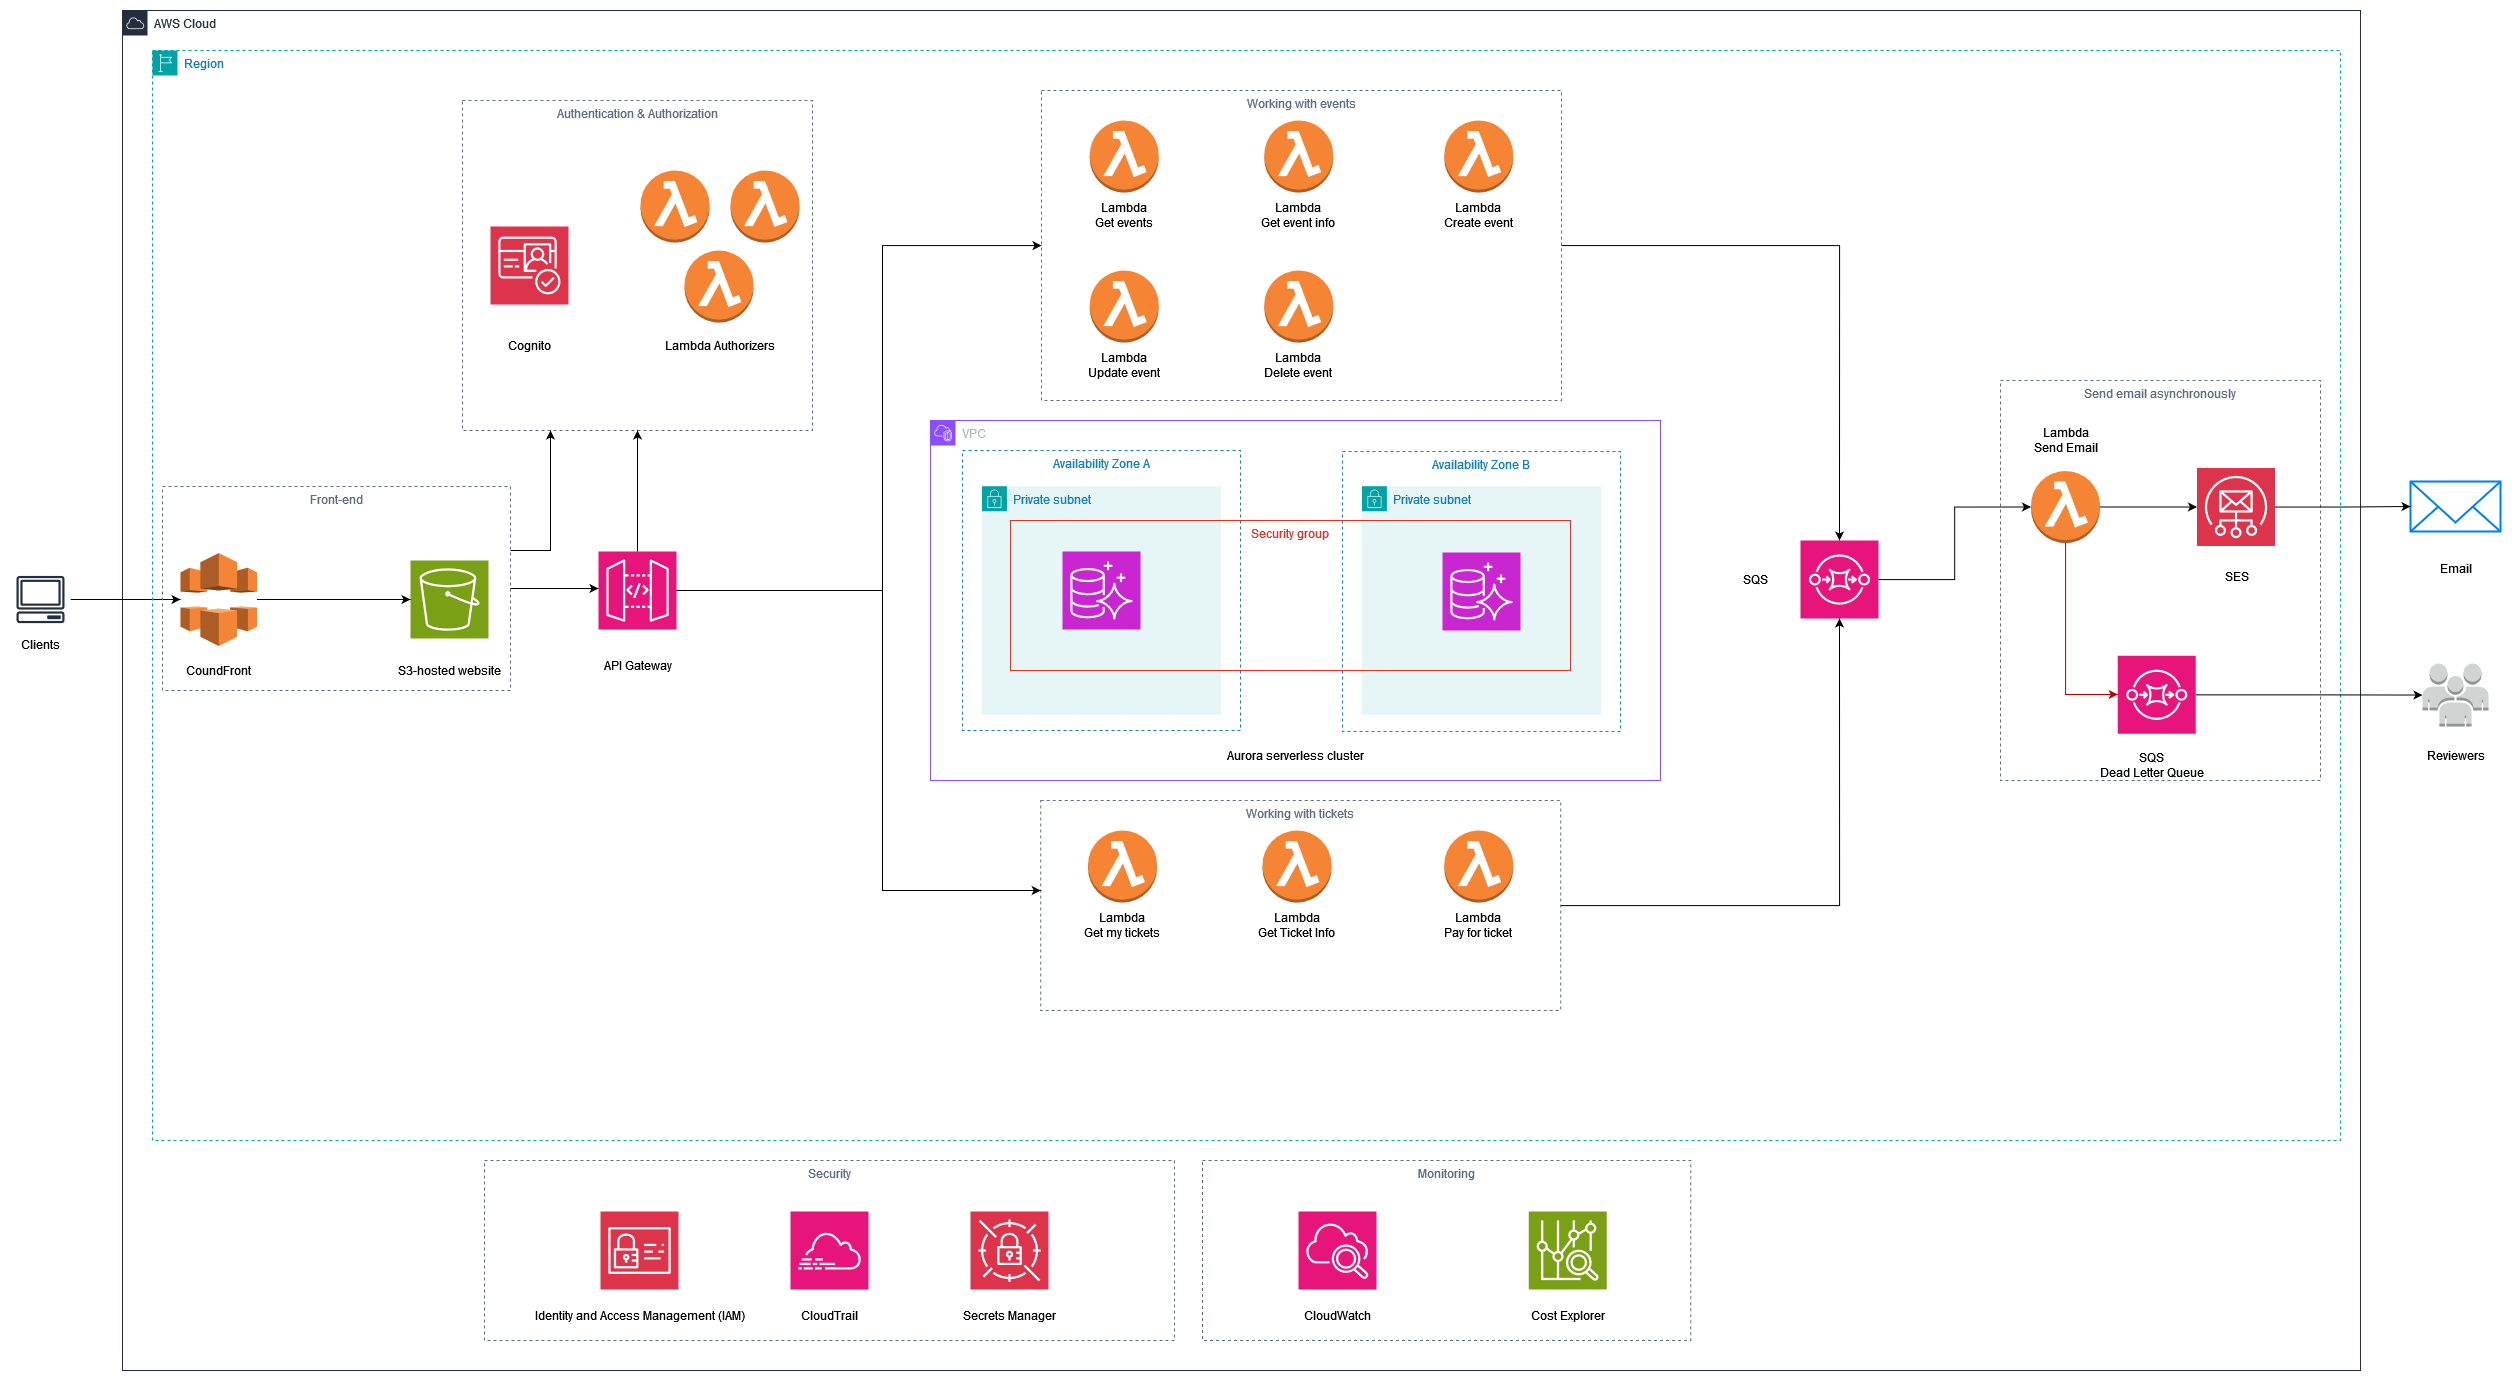 AWS Cloud
Region
Authentication & Authorization
Cognito
Lambda Authorizers
Working with events
Lambda
Get events
Lambda
Get event info
Lambda
Create event
Lambda
Update event
Lambda
Delete event
VPC
Availability Zone A
Private subnet
Availability Zone B
Private subnet
Security group
Aurora serverless cluster
Front-end
Clients
CoundFront
S3-hosted website
API Gateway
Working with tickets
Lambda
Get my tickets
Lambda
Get Ticket Info
Lambda
Pay for ticket
SQS
Send email asynchronously
Lambda
Send Email
SES
Email
SQS
Dead Letter Queue
Reviewers
Security
Identity and Access Management (IAM)
CloudTrail
Secrets Manager
Monitoring
CloudWatch
Cost Explorer